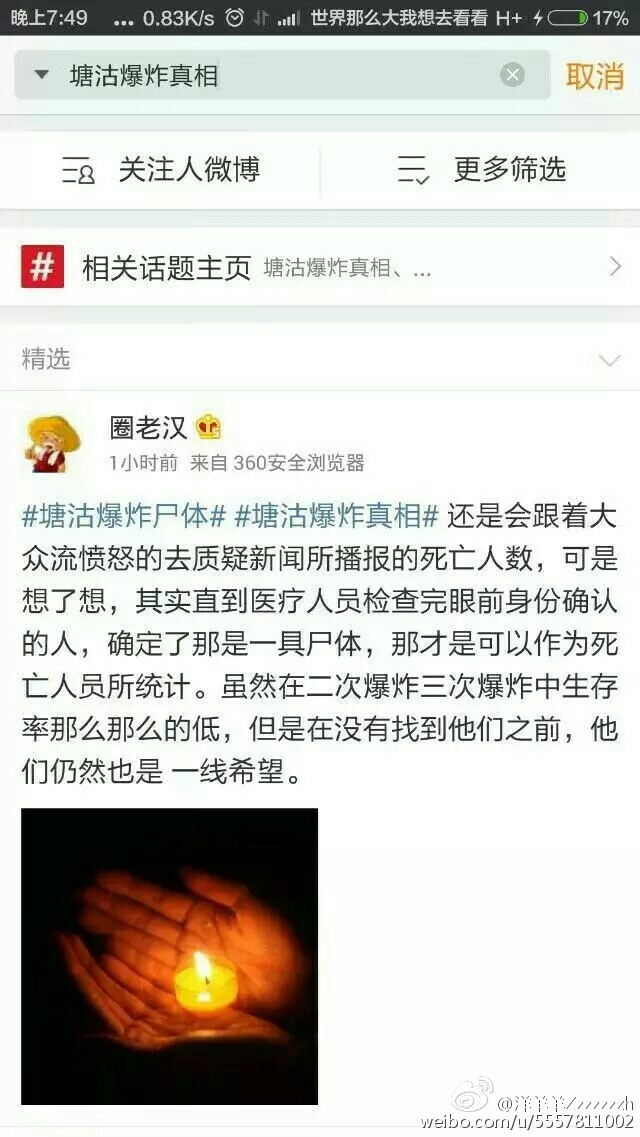 晚上7:49 ... 0.83K/s 世界那么大我想去看看 H+ 17%
塘沽爆炸真相 取消
关注人微博 更多筛选
# 相关话题主页 塘沽爆炸真相、...
精选
圈老汉
1小时前 来自 360安全浏览器
#塘沽爆炸尸体# #塘沽爆炸真相# 还是会跟着大
众流愤怒的去质疑新闻所播报的死亡人数，可是
想了想，其实直到医疗人员检查完眼前身份确认
的人，确定了那是一具尸体，那才是可以作为死
亡人员所统计。虽然在二次爆炸三次爆炸中生存
率那么那么的低，但是在没有找到他们之前，他
们仍然也是 一线希望。
weibo.com/u/5557811002